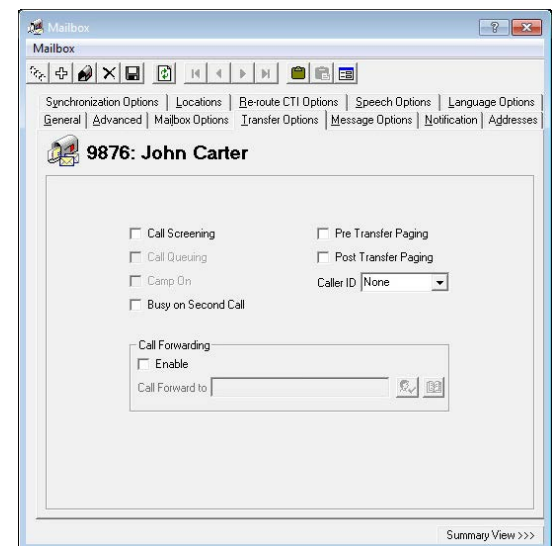 Mailbox
Mailbox
Synchronization Options Locations Re-route CTI Options Speech Options Language Options
General Advanced Mailbox Options Transfer Options Message Options Notification Addresses
9876: John Carter
Call Screening Pre Transfer Paging
Call Queuing Post Transfer Paging
Camp On Caller ID None
Busy on Second Call
Call Forwarding
Enable
Call Forward to
Summary View >>>